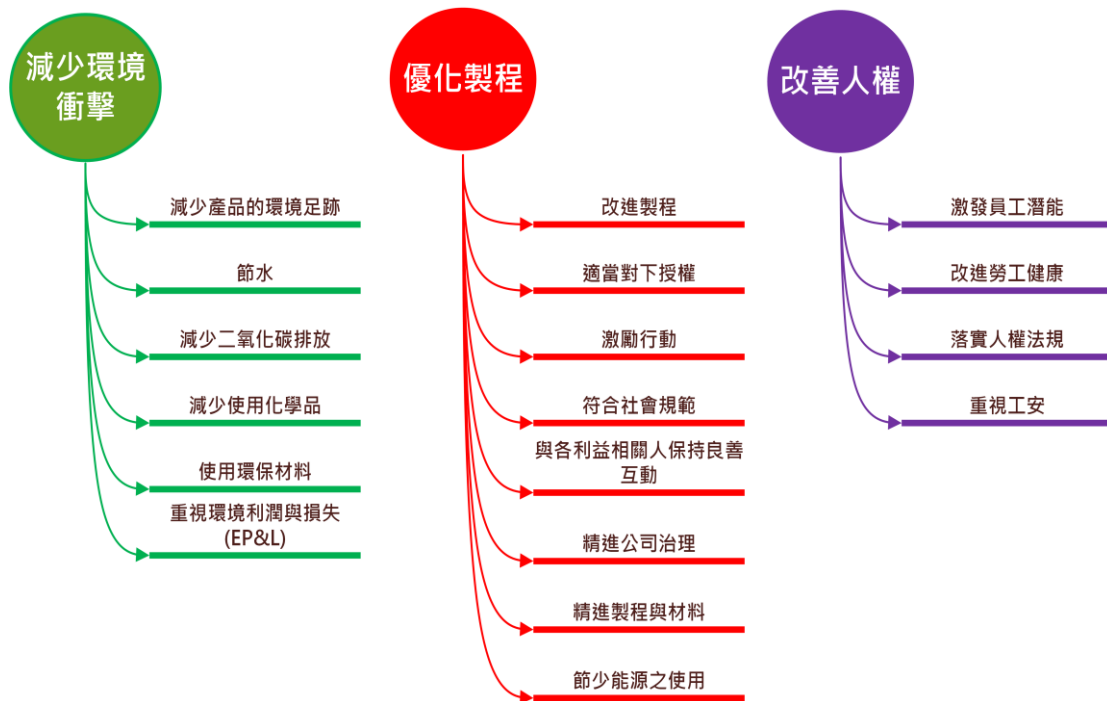 減少環境
衝擊
減少產品的環境足跡
節水
減少二氧化碳排放
減少使用化學品
使用環保材料
重視環境利潤與損失
(EP&L)
優化製程
改進製程
適當對下授權
激勵行動
符合社會規範
與各利益相關人保持良善
互動
精進公司治理
精進製程與材料
節少能源之使用
改善人權
激發員工潛能
改進勞工健康
落實人權法規
重視工安